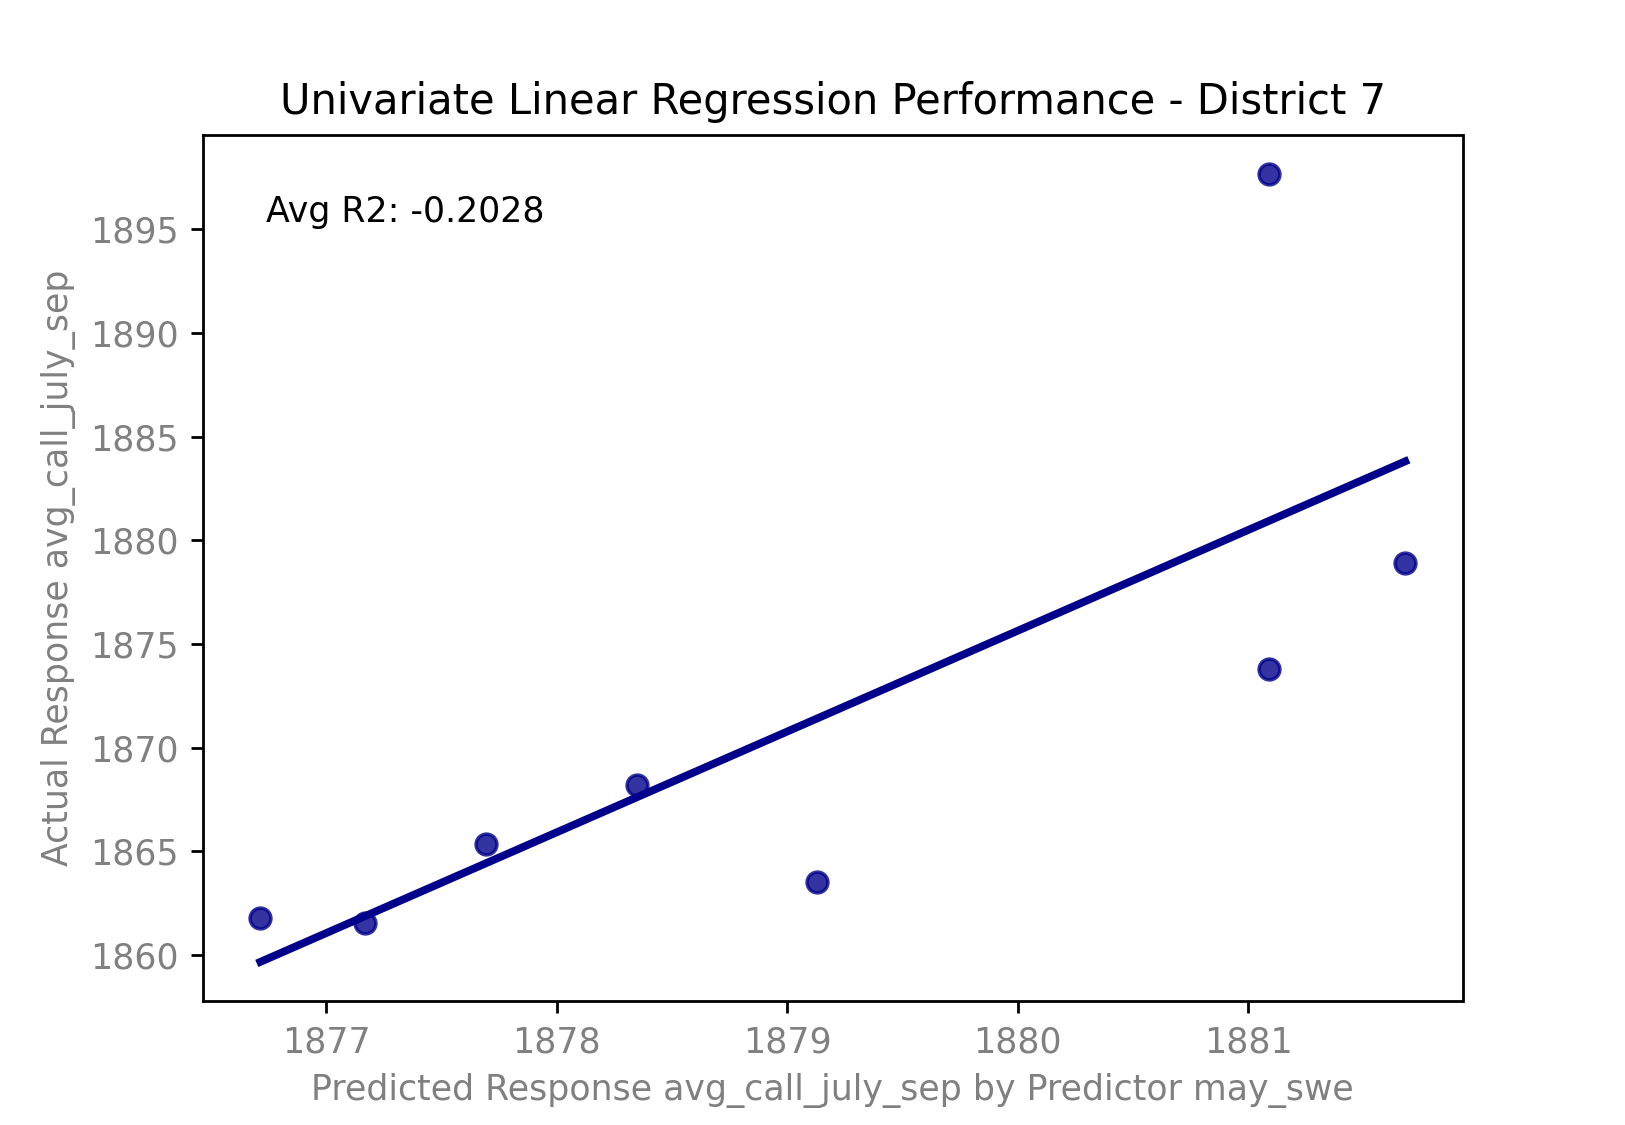 Univariate Linear Regression Performance - District 7
Avg R2: -0.2028
Actual Response avg_call_july_sep
1895
1890
1885
1880
1875
1870
1865
1860
1877 1878 1879 1880 1881
Predicted Response avg_call_july_sep by Predictor may_swe